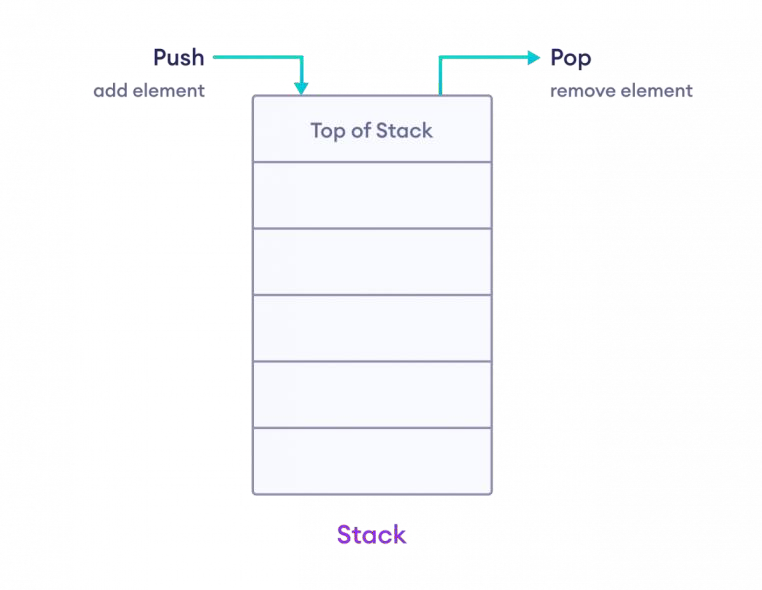 Push
add element
Pop
remove element
Top of Stack
Stack